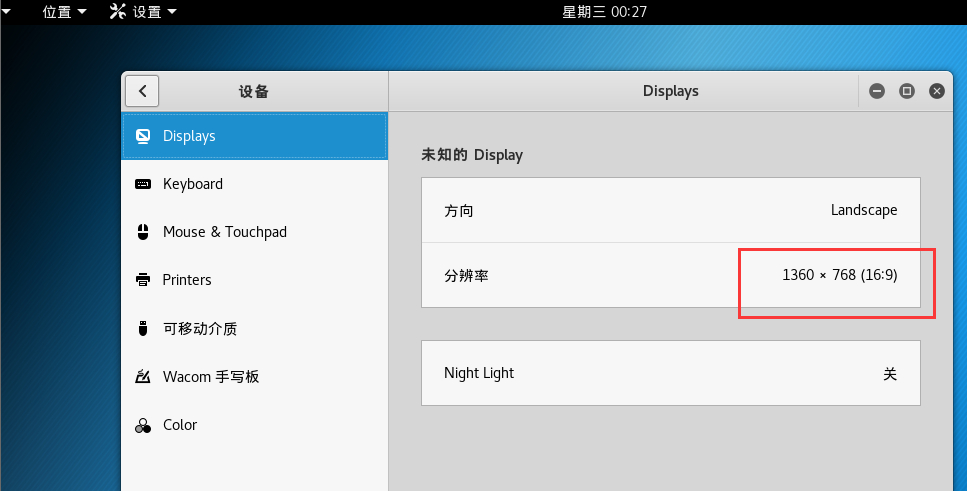 位置 设置 星期三 00:27
设备 Displays
Displays
Keyboard
Mouse & Touchpad
Printers
可移动介质
Wacom 手写板
Color
未知的 Display
方向 Landscape
分辨率 1360 × 768 (16:9)
Night Light 关